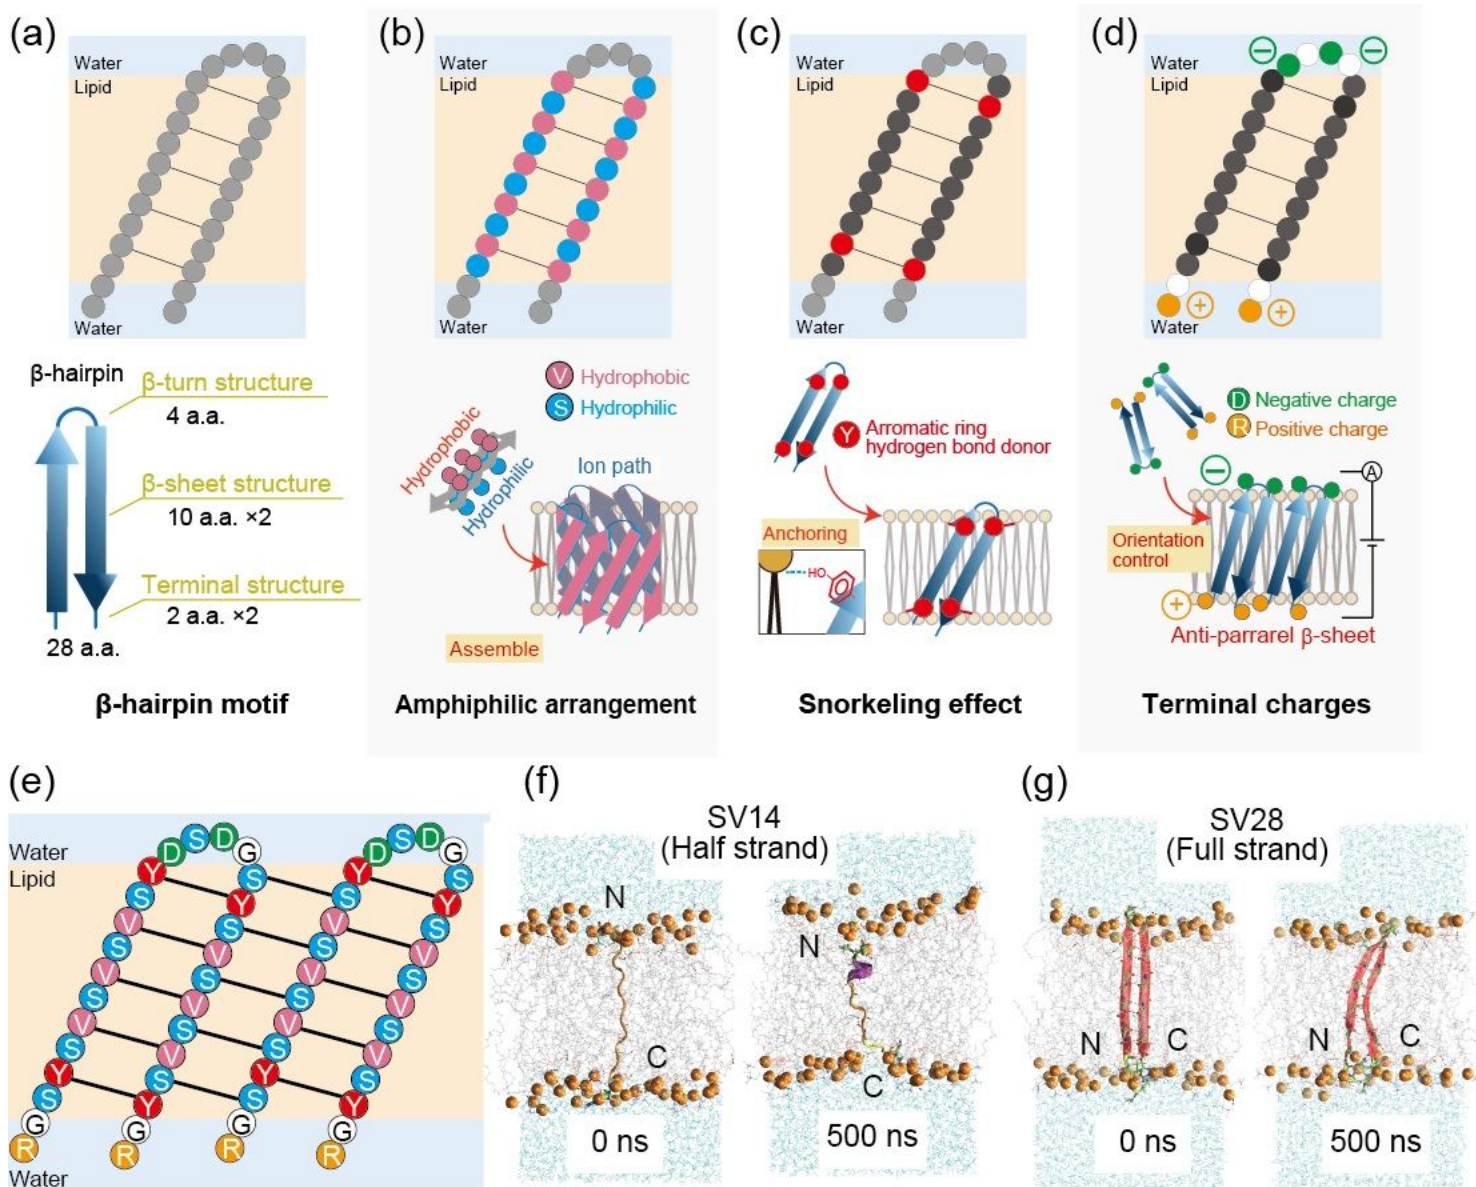 (a)
Water
Lipid
Water
β-hairpin
β-turn structure
4 a.a.
β-sheet structure
10 a.a. ×2
Terminal structure
2 a.a. ×2
28 a.a.
β-hairpin motif
(b)
Water
Lipid
Water
V Hydrophobic
S Hydrophilic
Hydrophobic
Hydrophilic
Ion path
Assemble
Amphiphilic arrangement
(c)
Water
Lipid
Water
Y Arromatic ring
hydrogen bond donor
Anchoring
HO
Snorkeling effect
(d)
− −
Water
Lipid
+ +
Water
D Negative charge
R Positive charge
−
A
Orientation
control
+
Anti-parrarel β-sheet
Terminal charges
(e)
Water
Lipid
D S D G
Y S V S V S V S Y S G R
S Y S V S V S V S Y G R
D S D G
Y S V S V S V S Y S G R
S Y S V S V S V S Y G R
Water
(f)
SV14
(Half strand)
N
C
0 ns
N
C
500 ns
(g)
SV28
(Full strand)
N C
0 ns
N C
500 ns